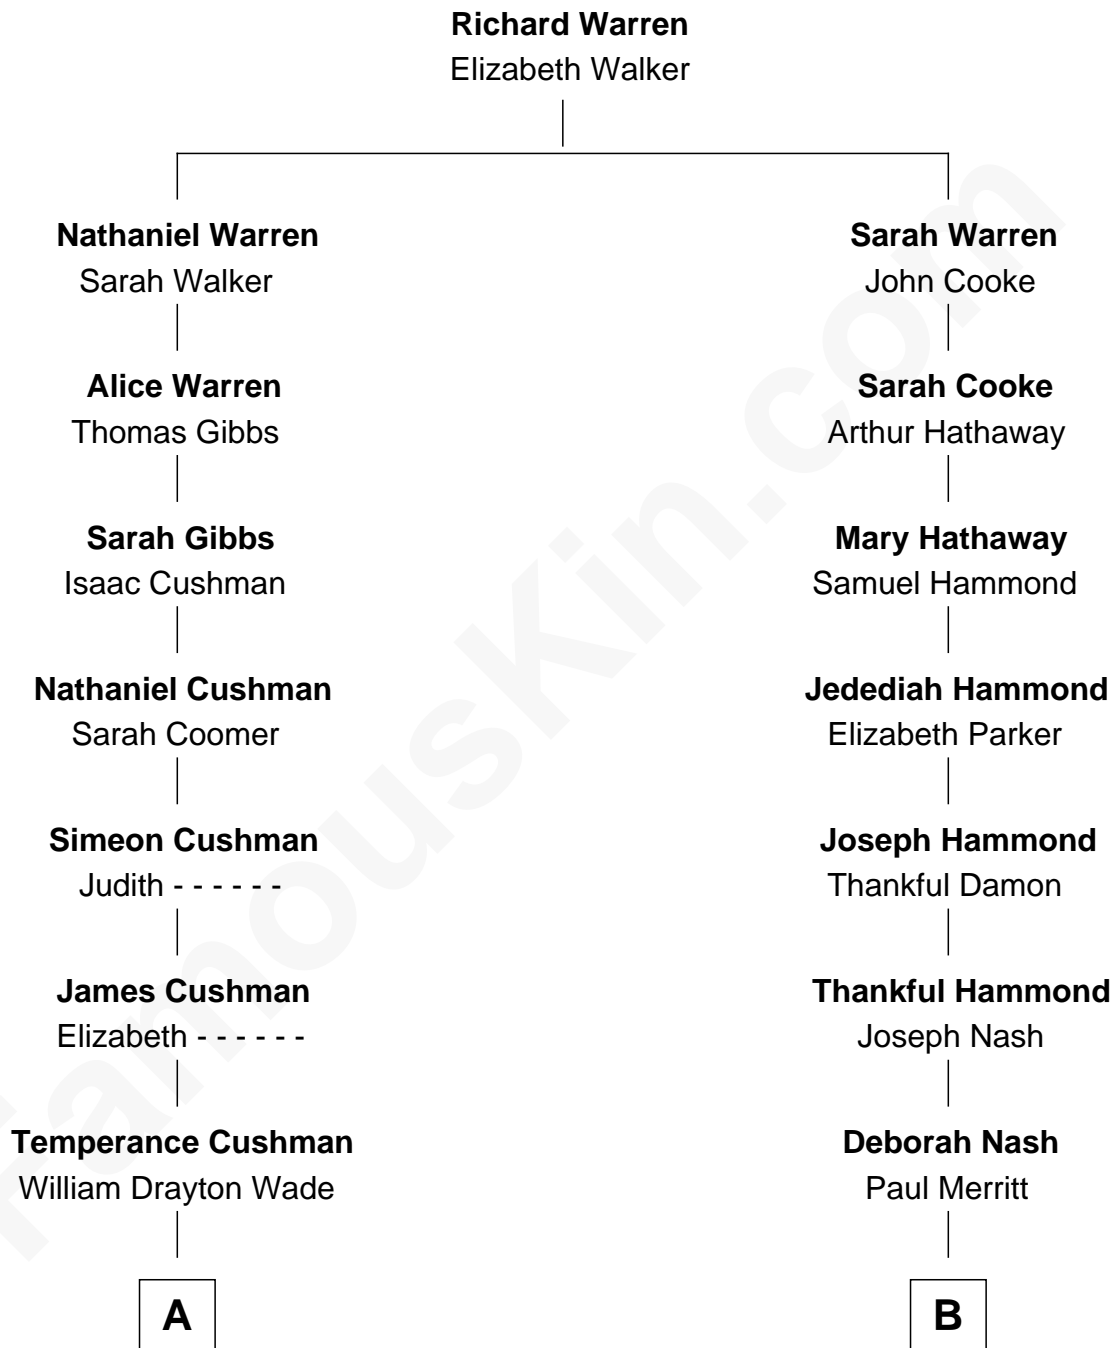 Richard Warren
Elizabeth Walker
Nathaniel Warren
Sarah Walker
Alice Warren
Thomas Gibbs
Sarah Gibbs
Isaac Cushman
Nathaniel Cushman
Sarah Coomer
Simeon Cushman
Judith - - - - - -
James Cushman
Elizabeth - - - - - -
Temperance Cushman
William Drayton Wade
A
Sarah Warren
John Cooke
Sarah Cooke
Arthur Hathaway
Mary Hathaway
Samuel Hammond
Jedediah Hammond
Elizabeth Parker
Joseph Hammond
Thankful Damon
Thankful Hammond
Joseph Nash
Deborah Nash
Paul Merritt
B
FamousKin.com